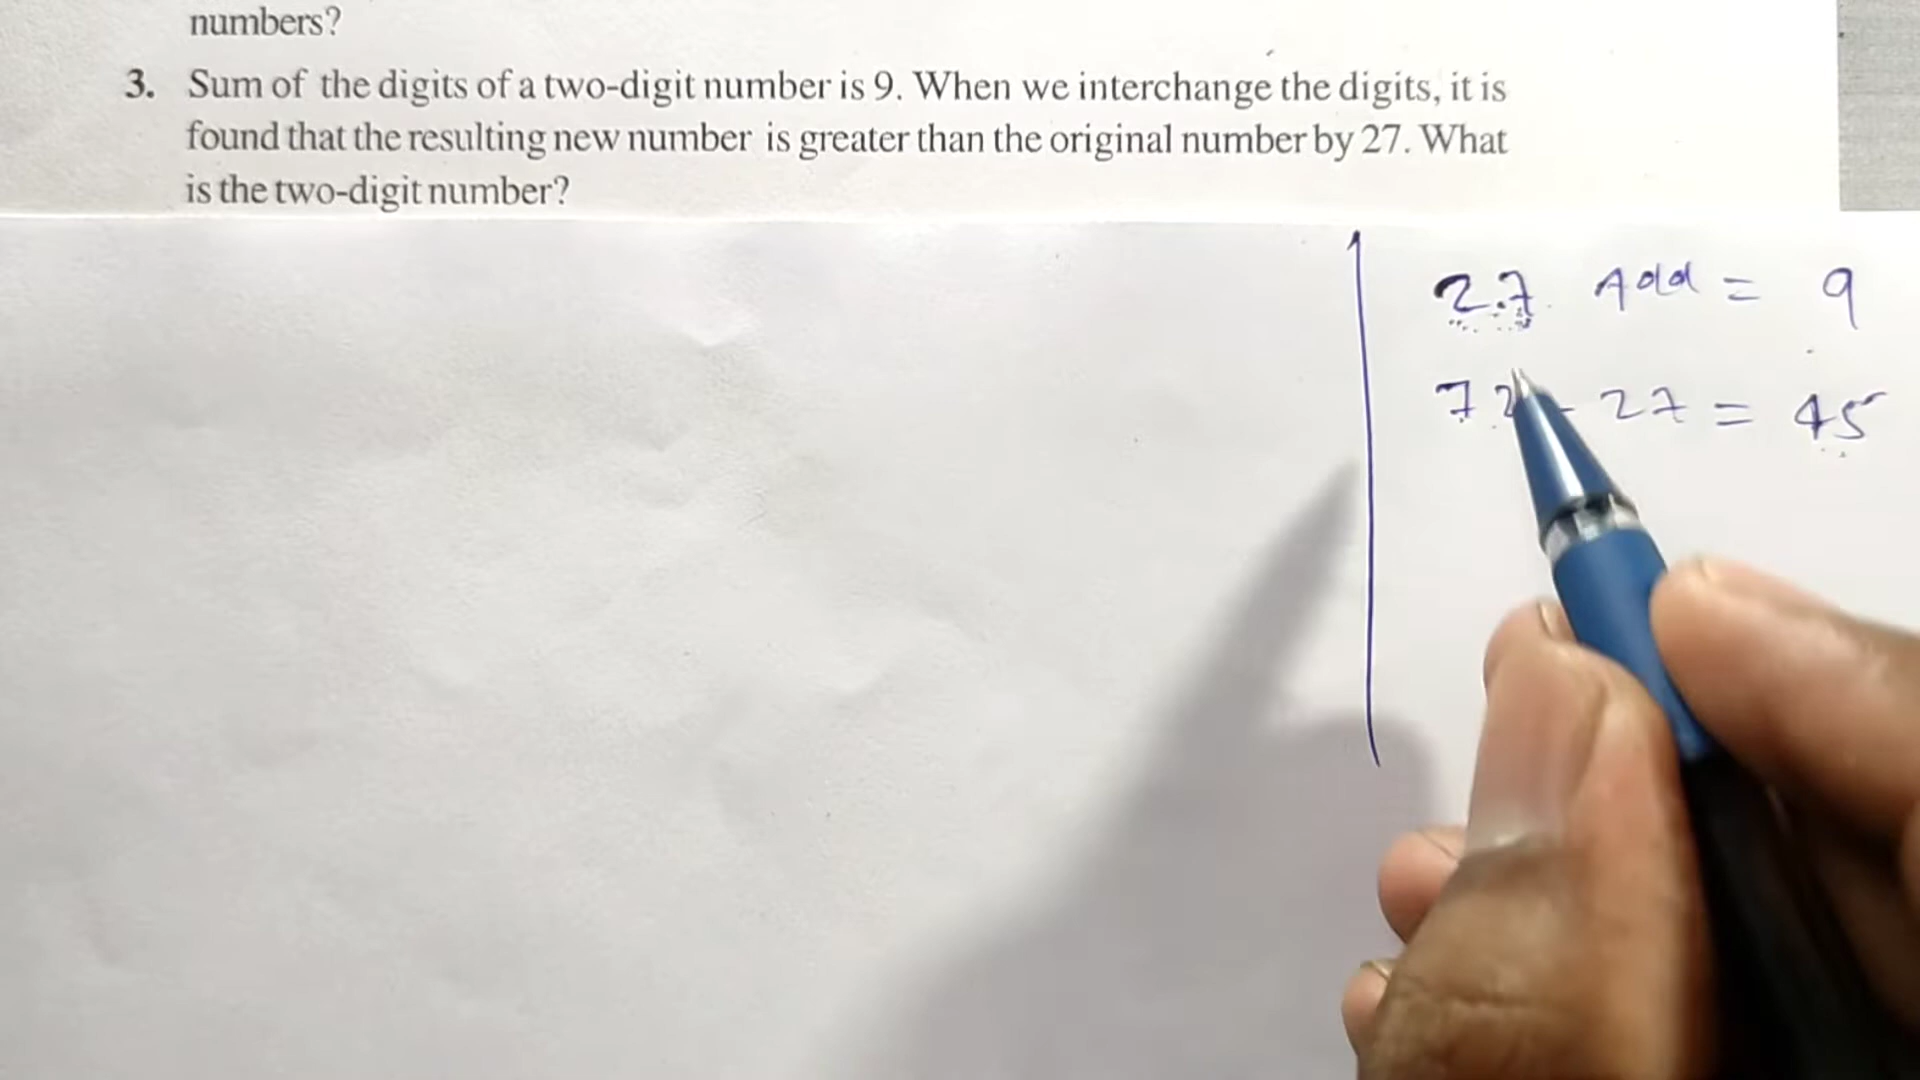 numbers?
3. Sum of the digits of a two-digit number is 9. When we interchange the digits, it is
found that the resulting new number is greater than the original number by 27. What
is the two-digit number?
27 Add = 9
72 - 27 = 45